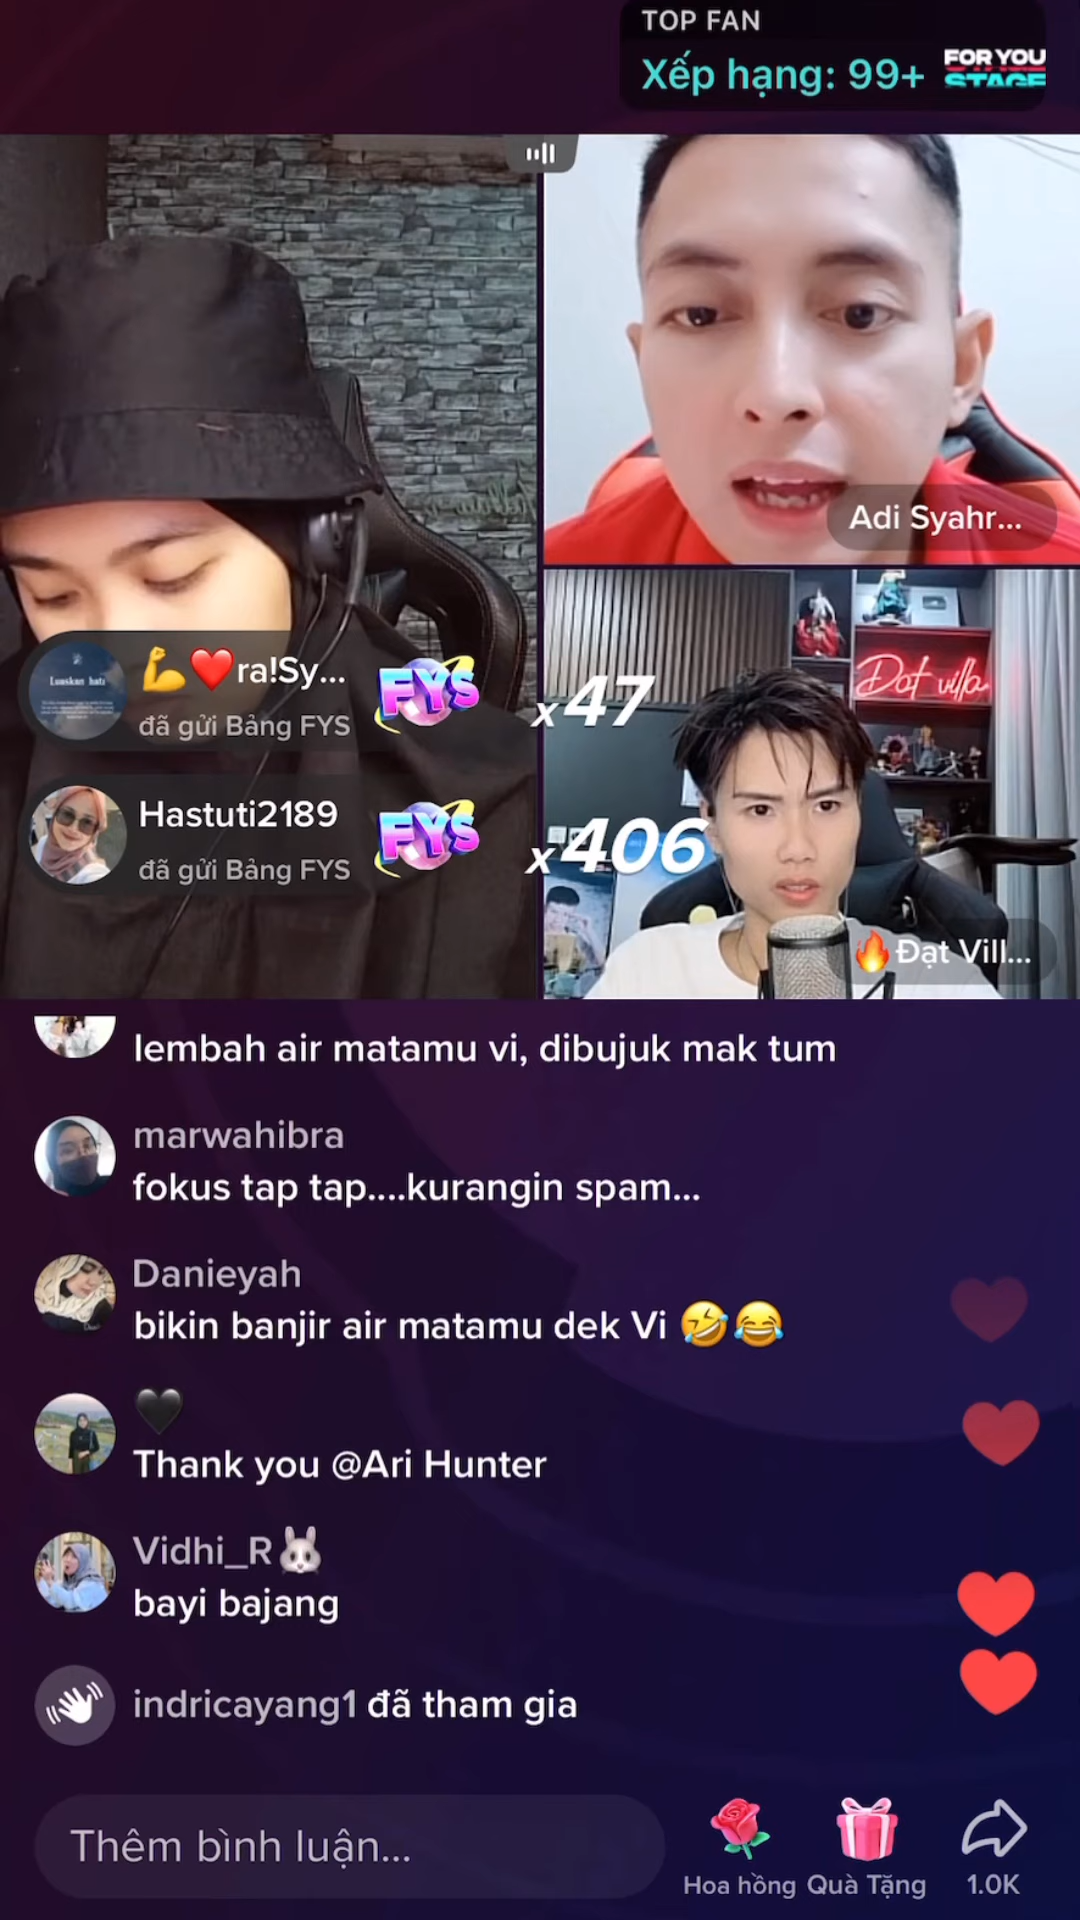 TOP FAN
Xếp hạng: 99+
FOR YOU
STAGE
Adi Syahr...
💪❤️ra!Sy...
đã gửi Bảng FYS
FYS
x47
Dat villa
Hastuti2189
đã gửi Bảng FYS
FYS
x406
🔥Đạt Vill...
lembah air matamu vi, dibujuk mak tum
marwahibra
fokus tap tap....kurangin spam...
Danieyah
bikin banjir air matamu dek Vi 🤣😂
🖤
Thank you @Ari Hunter
Vidhi_R🐰
bayi bajang
indricayang1 đã tham gia
Thêm bình luận...
Hoa hồng
Quà Tặng
1.0K